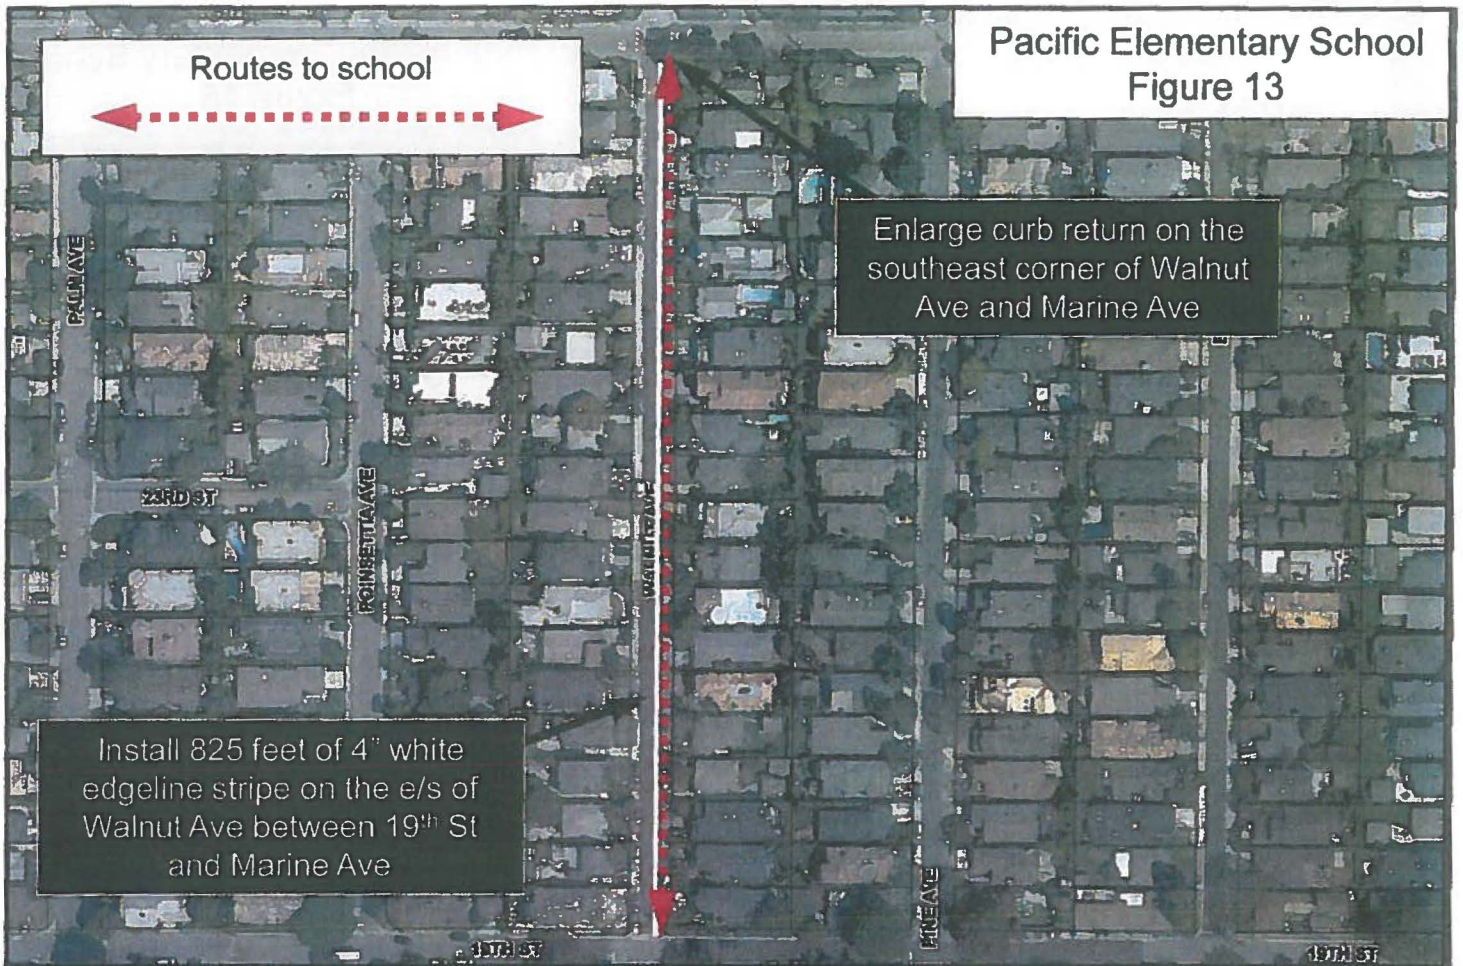 Routes to school
Pacific Elementary School
Figure 13
Enlarge curb return on the
southeast corner of Walnut
Ave and Marine Ave
PALM AVE
23RD ST
POINSETTIA AVE
WALNUT AVE
Install 825 feet of 4" white
edgeline stripe on the e/s of
Walnut Ave between 19th St
and Marine Ave
PINE AVE
19TH ST
19TH ST